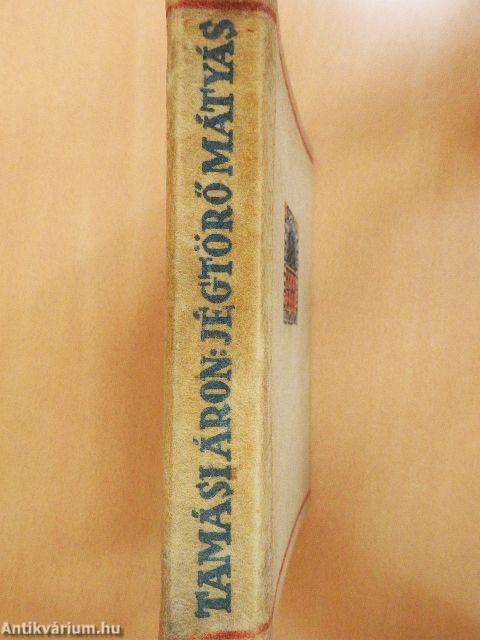 TAMÁSI ÁRON: JÉGTÖRŐ MÁTYÁS
Antikvárium.hu